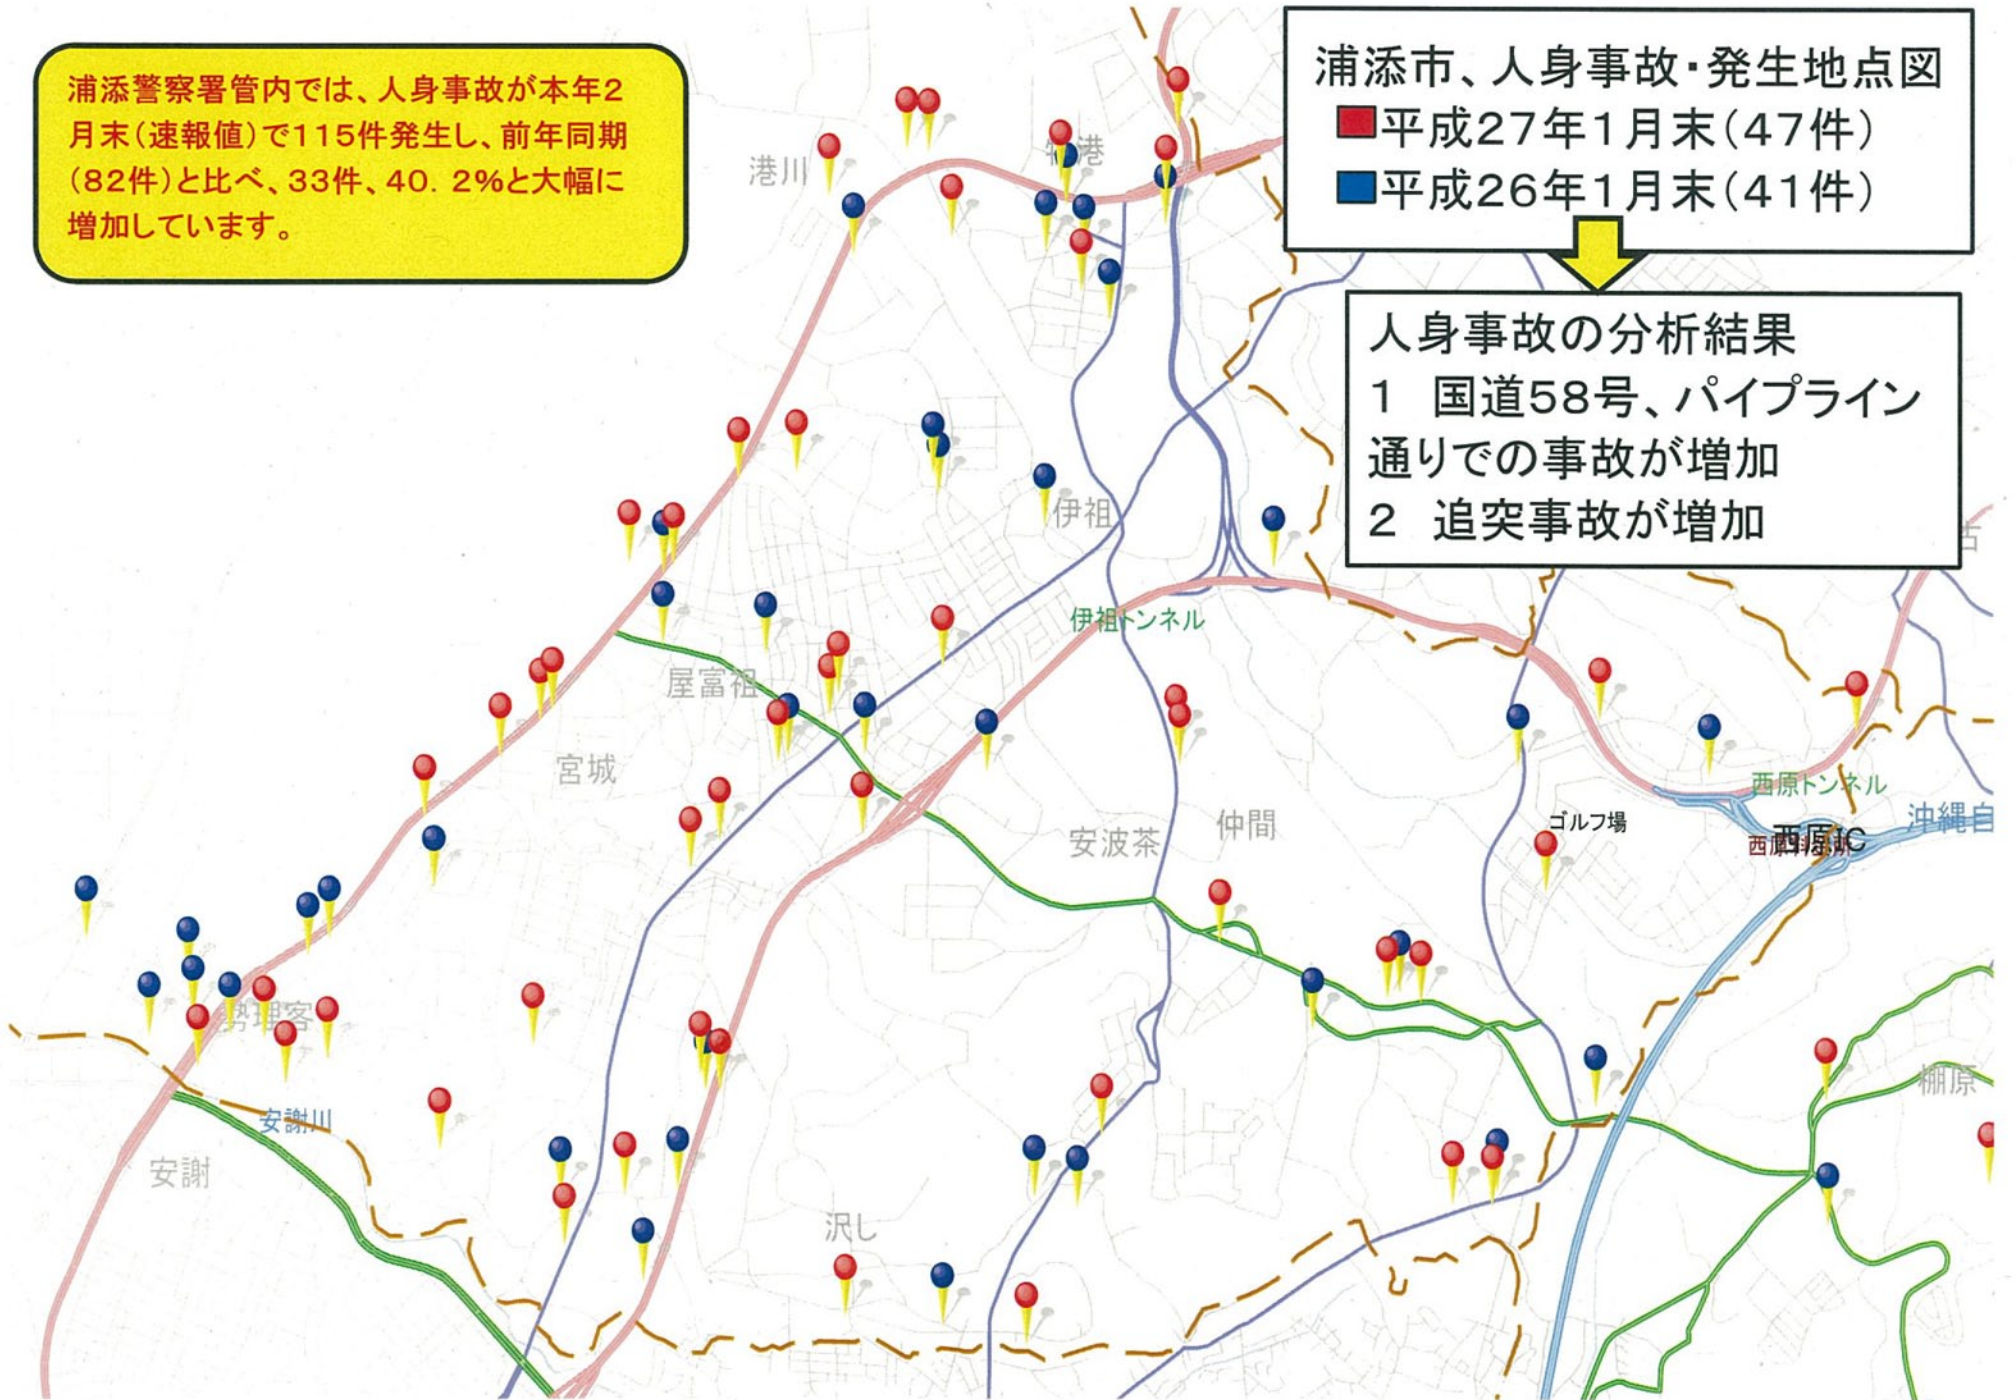 浦添警察署管内では、人身事故が本年2
月末(速報値)で115件発生し、前年同期
(82件)と比べ、33件、40.2%と大幅に
増加しています。
浦添市、人身事故・発生地点図
■平成27年1月末(47件)
■平成26年1月末(41件)
人身事故の分析結果
1 国道58号、パイプライン
通りでの事故が増加
2 追突事故が増加
港川
伊祖
伊祖トンネル
屋富祖
宮城
安波茶
仲間
ゴルフ場
西原トンネル
沖縄自
西原IC
勢理客
安謝川
安謝
沢し
棚原